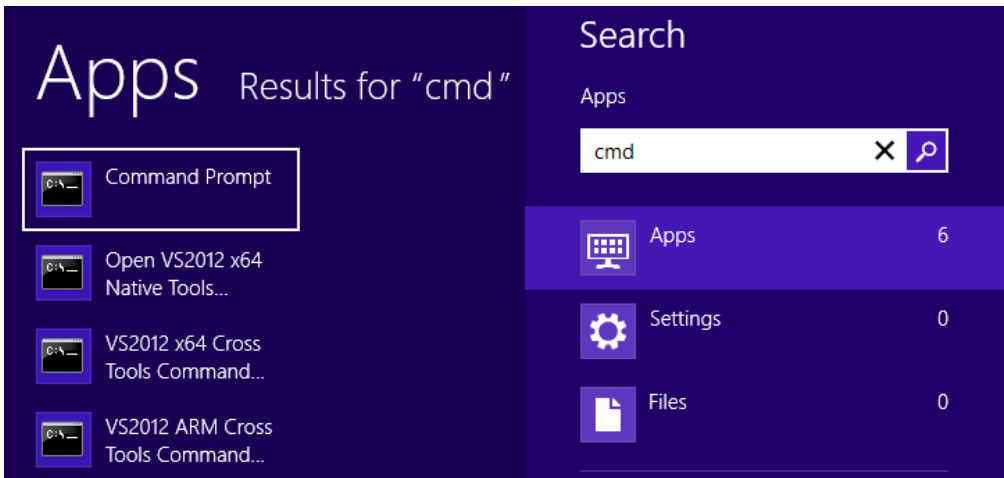 Apps Results for “cmd”
Command Prompt
Open VS2012 x64
Native Tools...
VS2012 x64 Cross
Tools Command...
VS2012 ARM Cross
Tools Command...
Search
Apps
cmd
Apps 6
Settings 0
Files 0